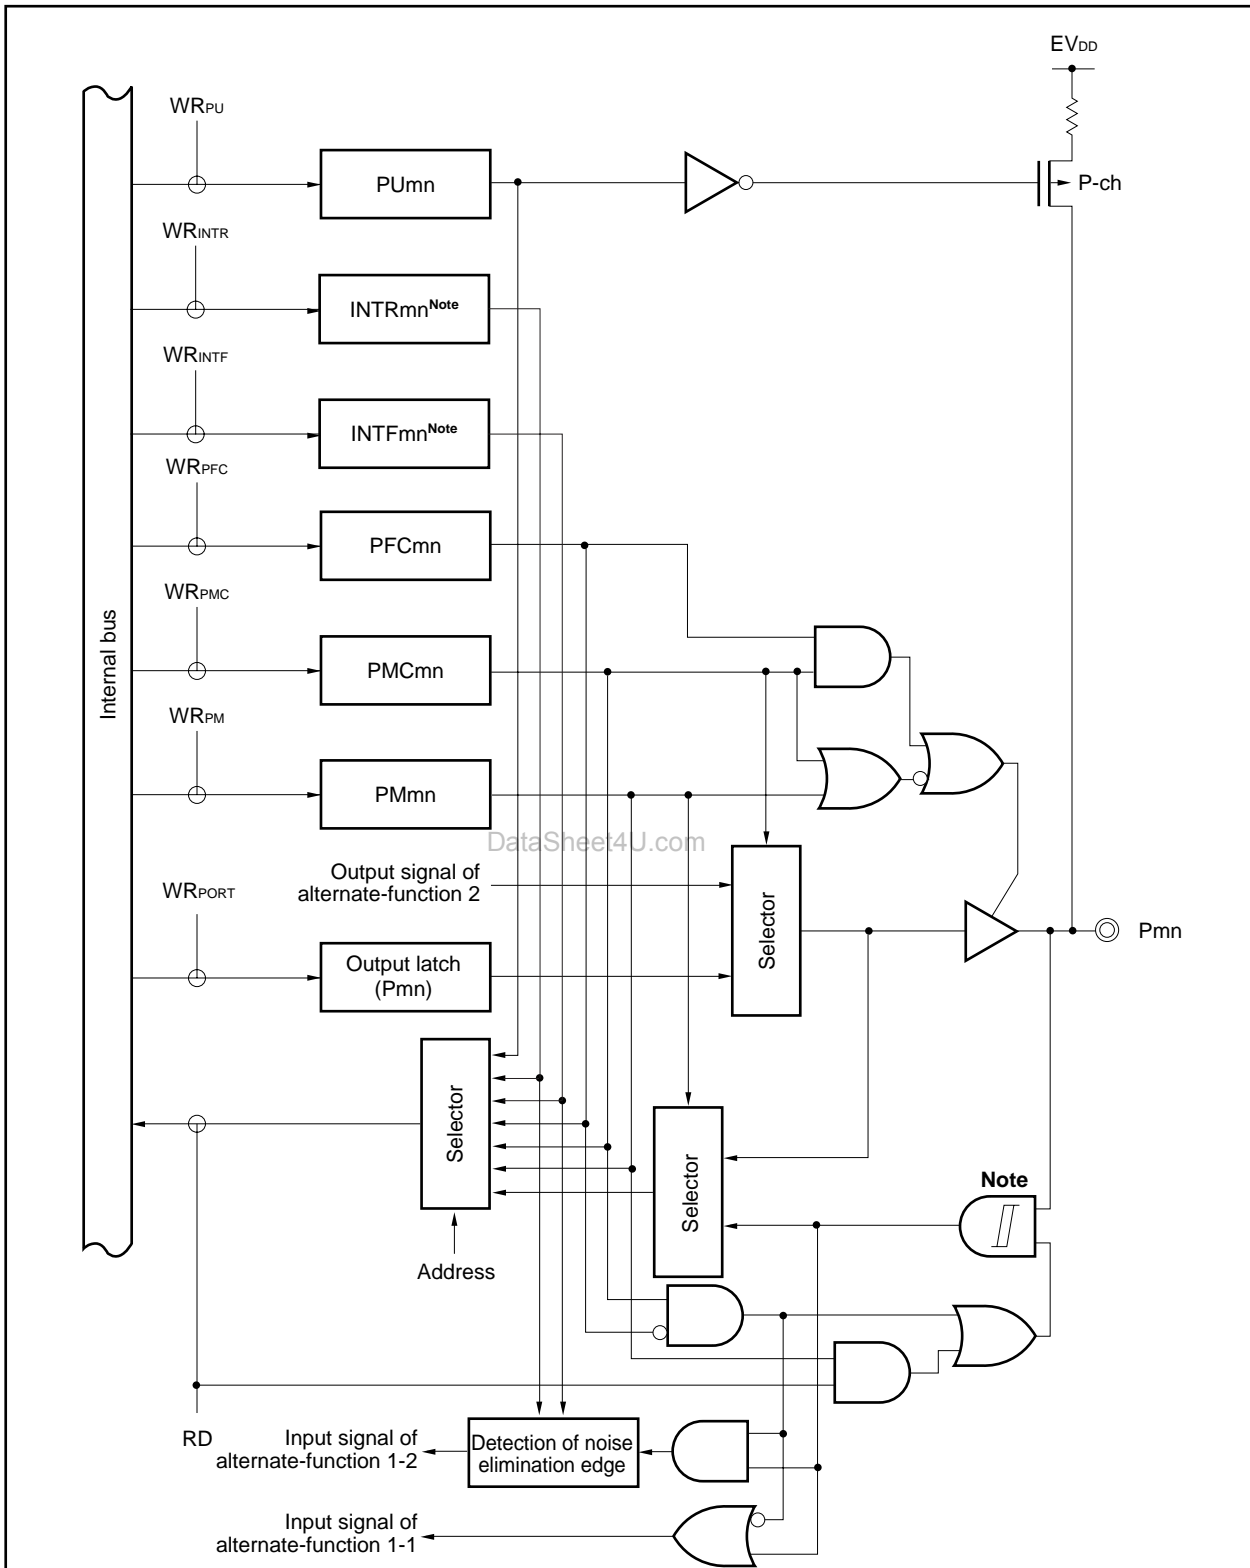 EVDD
WRPU
PUmn
P-ch
WRINTR
INTRmnNote
WRINTF
INTFmnNote
WRPFC
PFCmn
WRPMC
PMCmn
Internal bus
WRPM
PMmn
DataSheet4U.com
Output signal of
alternate-function 2
WRPORT
Selector
Pmn
Output latch
(Pmn)
Selector
Selector
Note
Address
RD
Input signal of
alternate-function 1-2
Detection of noise
elimination edge
Input signal of
alternate-function 1-1